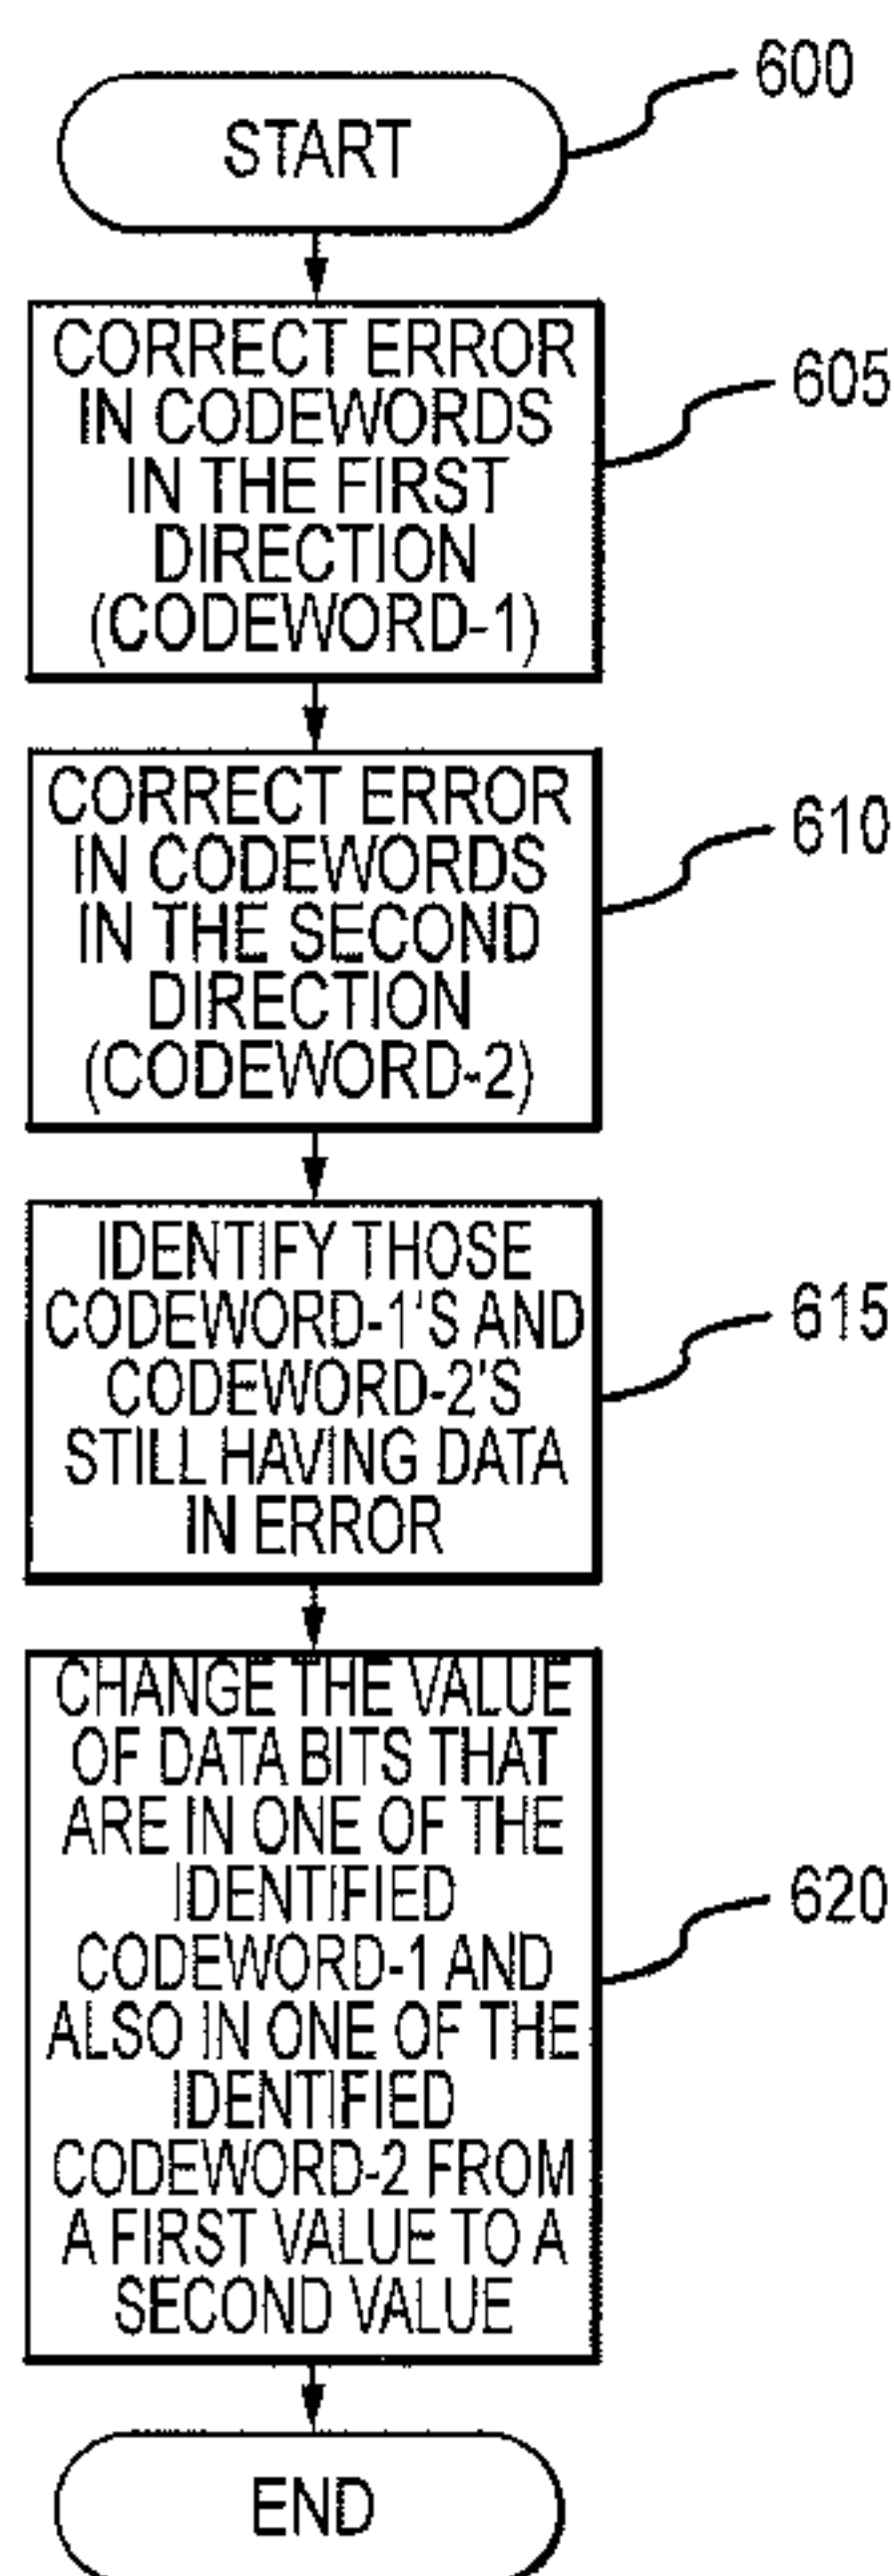 START
600
CORRECT ERROR
IN CODEWORDS
IN THE FIRST
DIRECTION
(CODEWORD-1)
605
CORRECT ERROR
IN CODEWORDS
IN THE SECOND
DIRECTION
(CODEWORD-2)
610
IDENTIFY THOSE
CODEWORD-1'S AND
CODEWORD-2'S
STILL HAVING DATA
IN ERROR
615
CHANGE THE VALUE
OF DATA BITS THAT
ARE IN ONE OF THE
IDENTIFIED
CODEWORD-1 AND
ALSO IN ONE OF THE
IDENTIFIED
CODEWORD-2 FROM
A FIRST VALUE TO A
SECOND VALUE
620
END